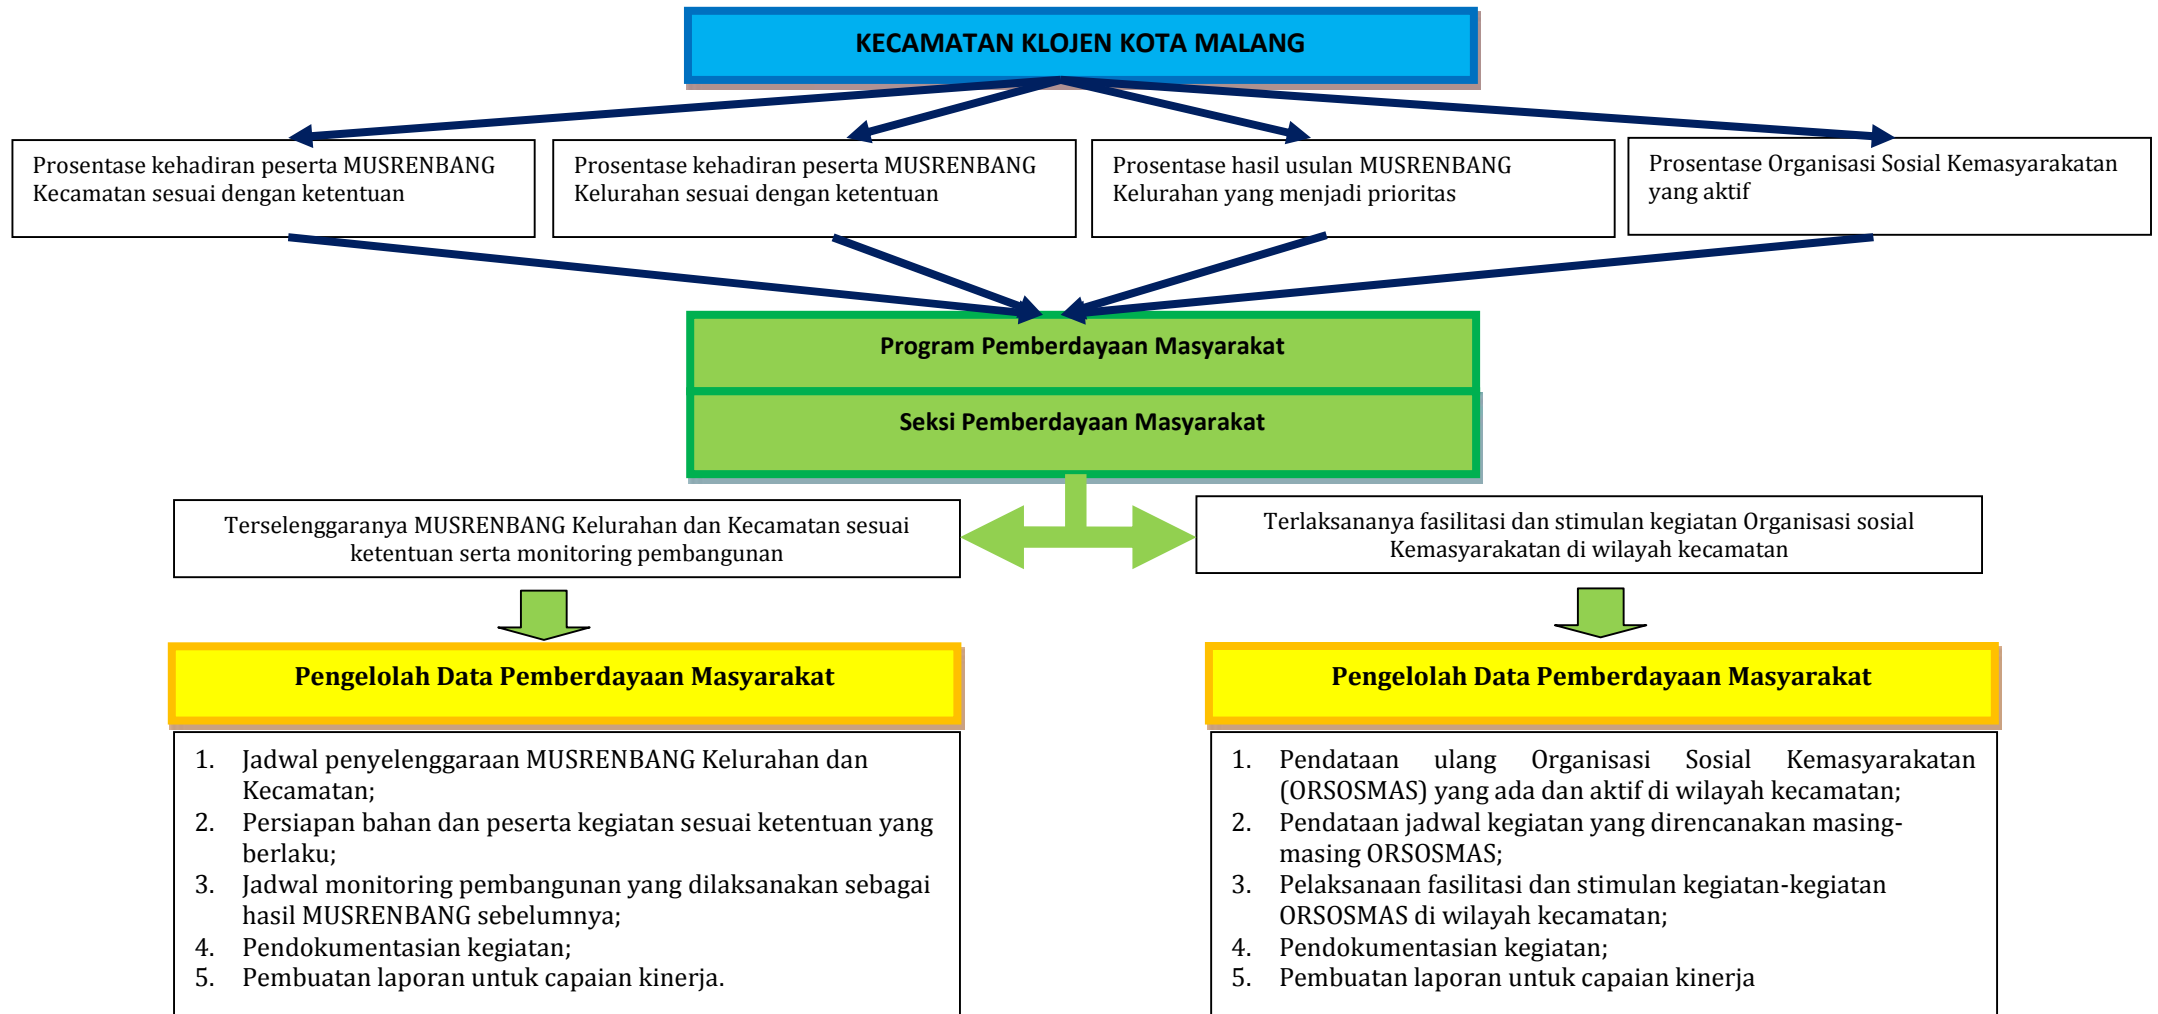 KECAMATAN KLOJEN KOTA MALANG
Prosentase kehadiran peserta MUSRENBANG
Kecamatan sesuai dengan ketentuan
Prosentase kehadiran peserta MUSRENBANG
Kelurahan sesuai dengan ketentuan
Prosentase hasil usulan MUSRENBANG
Kelurahan yang menjadi prioritas
Prosentase Organisasi Sosial Kemasyarakatan
yang aktif
Program Pemberdayaan Masyarakat
Seksi Pemberdayaan Masyarakat
Terselenggaranya MUSRENBANG Kelurahan dan Kecamatan sesuai
ketentuan serta monitoring pembangunan
Terlaksananya fasilitasi dan stimulan kegiatan Organisasi sosial
Kemasyarakatan di wilayah kecamatan
Pengelolah Data Pemberdayaan Masyarakat
1. Jadwal penyelenggaraan MUSRENBANG Kelurahan dan
Kecamatan;
2. Persiapan bahan dan peserta kegiatan sesuai ketentuan yang
berlaku;
3. Jadwal monitoring pembangunan yang dilaksanakan sebagai
hasil MUSRENBANG sebelumnya;
4. Pendokumentasian kegiatan;
5. Pembuatan laporan untuk capaian kinerja.
Pengelolah Data Pemberdayaan Masyarakat
1. Pendataan ulang Organisasi Sosial Kemasyarakatan
(ORSOSMAS) yang ada dan aktif di wilayah kecamatan;
2. Pendataan jadwal kegiatan yang direncanakan masing-
masing ORSOSMAS;
3. Pelaksanaan fasilitasi dan stimulan kegiatan-kegiatan
ORSOSMAS di wilayah kecamatan;
4. Pendokumentasian kegiatan;
5. Pembuatan laporan untuk capaian kinerja